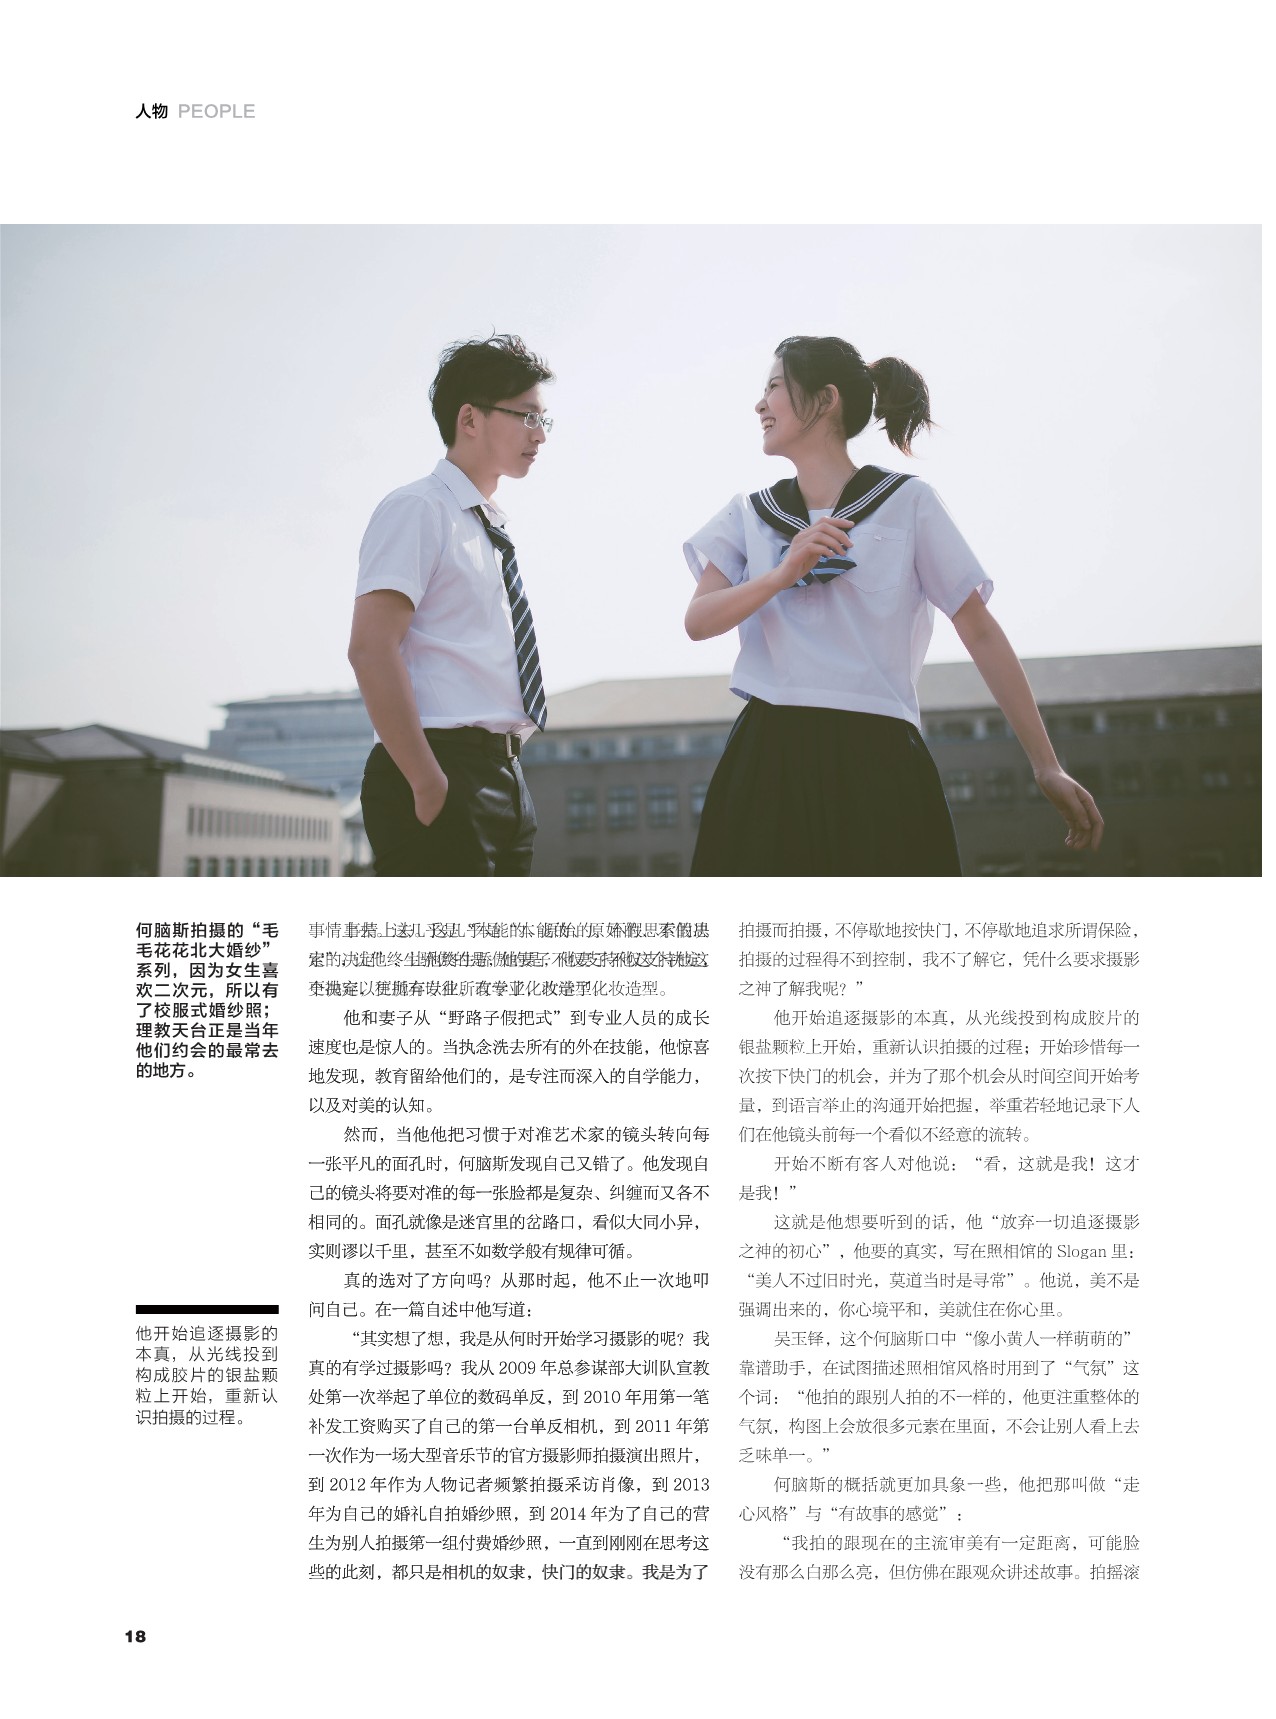 人物 PEOPLE
何脑斯拍摄的“毛
毛花花北大婚纱”
系列，因为女生喜
欢二次元，所以有
了校服式婚纱照；
理教天台正是当年
他们约会的最常去
的地方。
他开始追逐摄影的
本真，从光线投到
构成胶片的银盐颗
粒上开始，重新认
识拍摄的过程。
事情
化妆造型。
他和妻子从“野路子假把式”到专业人员的成长
速度也是惊人的。当执念洗去所有的外在技能，他惊喜
地发现，教育留给他们的，是专注而深入的自学能力，
以及对美的认知。
然而，当他他把习惯于对准艺术家的镜头转向每
一张平凡的面孔时，何脑斯发现自己又错了。他发现自
己的镜头将要对准的每一张脸都是复杂、纠缠而又各不
相同的。面孔就像是迷宫里的岔路口，看似大同小异，
实则谬以千里，甚至不如数学般有规律可循。
真的选对了方向吗？从那时起，他不止一次地叩
问自己。在一篇自述中他写道：
“其实想了想，我是从何时开始学习摄影的呢？我
真的有学过摄影吗？我从 2009 年总参谋部大训队宣教
处第一次举起了单位的数码单反，到 2010 年用第一笔
补发工资购买了自己的第一台单反相机，到 2011 年第
一次作为一场大型音乐节的官方摄影师拍摄演出照片，
到 2012 年作为人物记者频繁拍摄采访肖像，到 2013
年为自己的婚礼自拍婚纱照，到 2014 年为了自己的营
生为别人拍摄第一组付费婚纱照，一直到刚刚在思考这
些的此刻，都只是相机的奴隶，快门的奴隶。我是为了
拍摄而拍摄，不停歇地按快门，不停歇地追求所谓保险，
拍摄的过程得不到控制，我不了解它，凭什么要求摄影
之神了解我呢？”
他开始追逐摄影的本真，从光线投到构成胶片的
银盐颗粒上开始，重新认识拍摄的过程；开始珍惜每一
次按下快门的机会，并为了那个机会从时间空间开始考
量，到语言举止的沟通开始把握，举重若轻地记录下人
们在他镜头前每一个看似不经意的流转。
开始不断有客人对他说：“看，这就是我！这才
是我！”
这就是他想要听到的话，他“放弃一切追逐摄影
之神的初心”，他要的真实，写在照相馆的 Slogan 里：
“美人不过旧时光，莫道当时是寻常”。他说，美不是
强调出来的，你心境平和，美就住在你心里。
吴玉铎，这个何脑斯口中“像小黄人一样萌萌的”
靠谱助手，在试图描述照相馆风格时用到了“气氛”这
个词：“他拍的跟别人拍的不一样的，他更注重整体的
气氛，构图上会放很多元素在里面，不会让别人看上去
乏味单一。”
何脑斯的概括就更加具象一些，他把那叫做“走
心风格”与“有故事的感觉”：
“我拍的跟现在的主流审美有一定距离，可能脸
没有那么白那么亮，但仿佛在跟观众讲述故事。拍摇滚
18